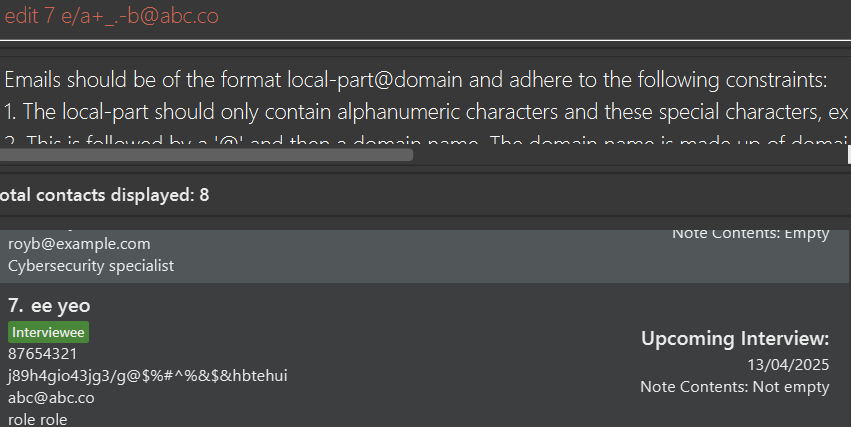 edit 7 e/a+_.-b@abc.co
Emails should be of the format local-part@domain and adhere to the following constraints:
1. The local-part should only contain alphanumeric characters and these special characters, ex
2. This is followed by a '@' and then a domain name. The domain name is made up of domai
otal contacts displayed: 8
royb@example.com
Note Contents: Empty
Cybersecurity specialist
7. ee yeo
Interviewee
Upcoming Interview:
87654321
13/04/2025
j89h4gio43jg3/g@$%#^%&$&hbtehui
Note Contents: Not empty
abc@abc.co
role role